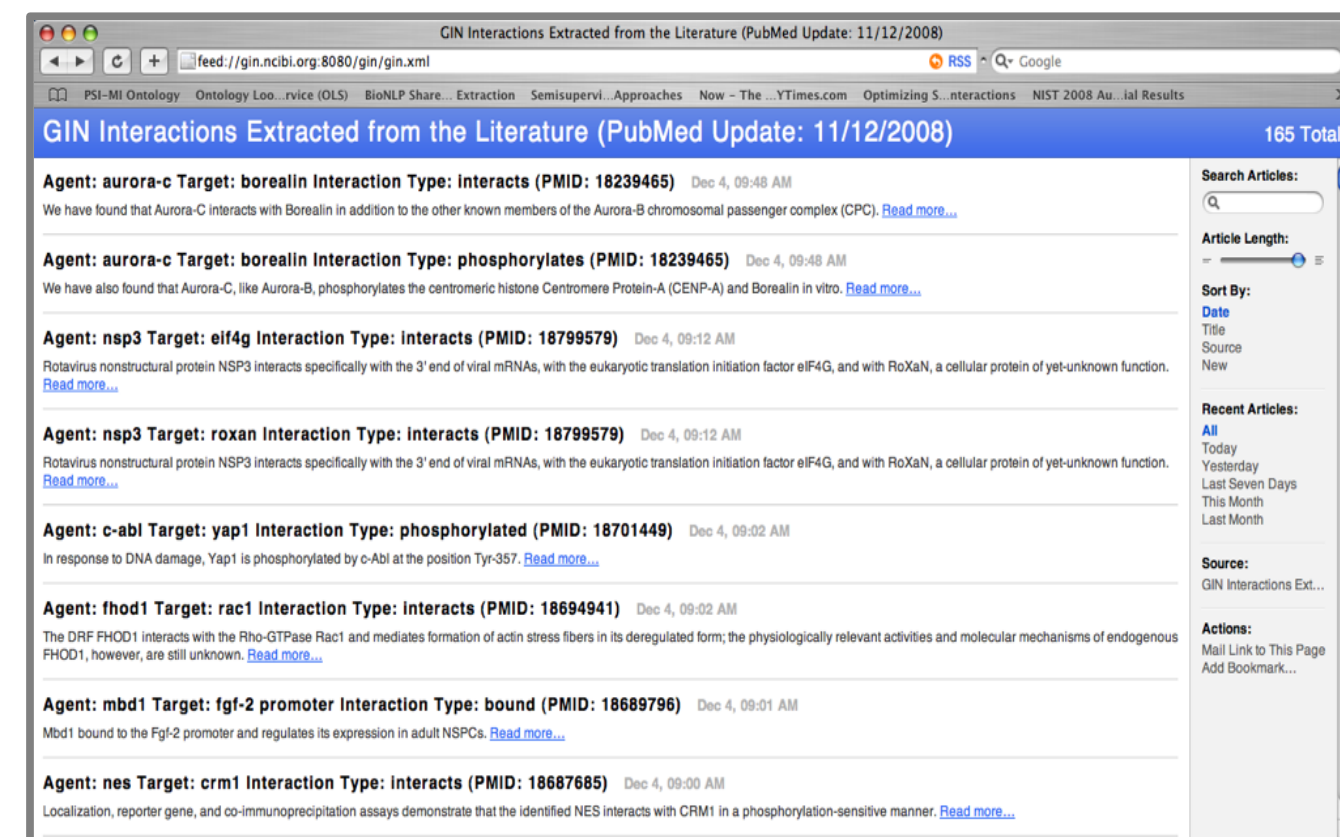 GIN Interactions Extracted from the Literature (PubMed Update: 11/12/2008)
feed://gin.ncibi.org:8080/gin/gin.xml
RSS
Google
PSI-MI Ontology Ontology Loo...rvice (OLS) BioNLP Share... Extraction Semisupervi...Approaches Now - The ...YTimes.com Optimizing S...nteractions NIST 2008 Au...ial Results
GIN Interactions Extracted from the Literature (PubMed Update: 11/12/2008)
165 Total
Agent: aurora-c Target: borealin Interaction Type: interacts (PMID: 18239465) Dec 4, 09:48 AM
We have found that Aurora-C interacts with Borealin in addition to the other known members of the Aurora-B chromosomal passenger complex (CPC). Read more...
Agent: aurora-c Target: borealin Interaction Type: phosphorylates (PMID: 18239465) Dec 4, 09:48 AM
We have also found that Aurora-C, like Aurora-B, phosphorylates the centromeric histone Centromere Protein-A (CENP-A) and Borealin in vitro. Read more...
Agent: nsp3 Target: eif4g Interaction Type: interacts (PMID: 18799579) Dec 4, 09:12 AM
Rotavirus nonstructural protein NSP3 interacts specifically with the 3' end of viral mRNAs, with the eukaryotic translation initiation factor eIF4G, and with RoXaN, a cellular protein of yet-unknown function.
Read more...
Agent: nsp3 Target: roxan Interaction Type: interacts (PMID: 18799579) Dec 4, 09:12 AM
Rotavirus nonstructural protein NSP3 interacts specifically with the 3' end of viral mRNAs, with the eukaryotic translation initiation factor eIF4G, and with RoXaN, a cellular protein of yet-unknown function.
Read more...
Agent: c-abl Target: yap1 Interaction Type: phosphorylated (PMID: 18701449) Dec 4, 09:02 AM
In response to DNA damage, Yap1 is phosphorylated by c-Abl at the position Tyr-357. Read more...
Agent: fhod1 Target: rac1 Interaction Type: interacts (PMID: 18694941) Dec 4, 09:02 AM
The DRF FHOD1 interacts with the Rho-GTPase Rac1 and mediates formation of actin stress fibers in its deregulated form; the physiologically relevant activities and molecular mechanisms of endogenous
FHOD1, however, are still unknown. Read more...
Agent: mbd1 Target: fgf-2 promoter Interaction Type: bound (PMID: 18689796) Dec 4, 09:01 AM
Mbd1 bound to the Fgf-2 promoter and regulates its expression in adult NSPCs. Read more...
Agent: nes Target: crm1 Interaction Type: interacts (PMID: 18687685) Dec 4, 09:00 AM
Localization, reporter gene, and co-immunoprecipitation assays demonstrate that the identified NES interacts with CRM1 in a phosphorylation-sensitive manner. Read more...
Search Articles:
Article Length:
Sort By:
Date
Title
Source
New
Recent Articles:
All
Today
Yesterday
Last Seven Days
This Month
Last Month
Source:
GIN Interactions Ext...
Actions:
Mail Link to This Page
Add Bookmark...